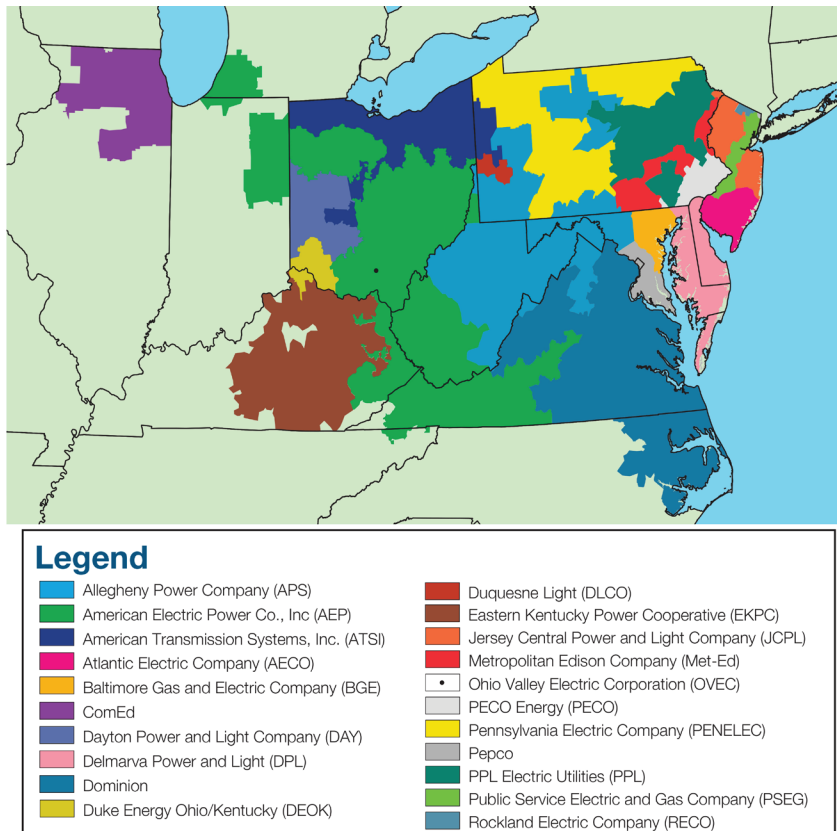 Legend
Allegheny Power Company (APS)
American Electric Power Co., Inc (AEP)
American Transmission Systems, Inc. (ATSI)
Atlantic Electric Company (AECO)
Baltimore Gas and Electric Company (BGE)
ComEd
Dayton Power and Light Company (DAY)
Delmarva Power and Light (DPL)
Dominion
Duke Energy Ohio/Kentucky (DEOK)
Duquesne Light (DLCO)
Eastern Kentucky Power Cooperative (EKPC)
Jersey Central Power and Light Company (JCPL)
Metropolitan Edison Company (Met-Ed)
Ohio Valley Electric Corporation (OVEC)
PECO Energy (PECO)
Pennsylvania Electric Company (PENELEC)
Pepco
PPL Electric Utilities (PPL)
Public Service Electric and Gas Company (PSEG)
Rockland Electric Company (RECO)